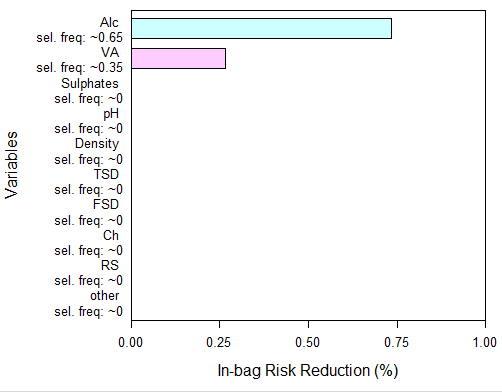 Alc
sel. freq: ~0.65
VA
sel. freq: ~0.35
Sulphates
sel. freq: ~0
pH
sel. freq: ~0
Density
sel. freq: ~0
TSD
sel. freq: ~0
FSD
sel. freq: ~0
Ch
sel. freq: ~0
RS
sel. freq: ~0
other
sel. freq: ~0
Variables
0.00 0.25 0.50 0.75 1.00
In-bag Risk Reduction (%)